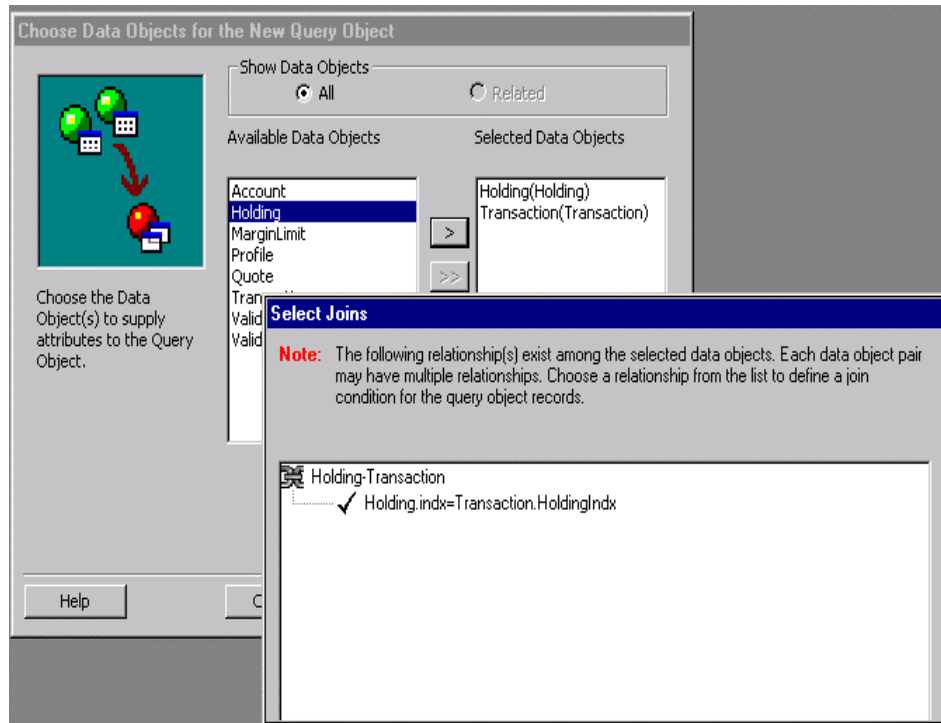 Choose Data Objects for the New Query Object
Show Data Objects
All
Related
Available Data Objects
Selected Data Objects
Account
Holding
MarginLimit
Profile
Quote
Valid
Valid
>
>>
Holding(Holding)
Transaction(Transaction)
Choose the Data
Object(s) to supply
attributes to the Query
Object.
Help
Select Joins
Note: The following relationship(s) exist among the selected data objects. Each data object pair
may have multiple relationships. Choose a relationship from the list to define a join
condition for the query object records.
Holding-Transaction
Holding.indx=Transaction.HoldingIndx